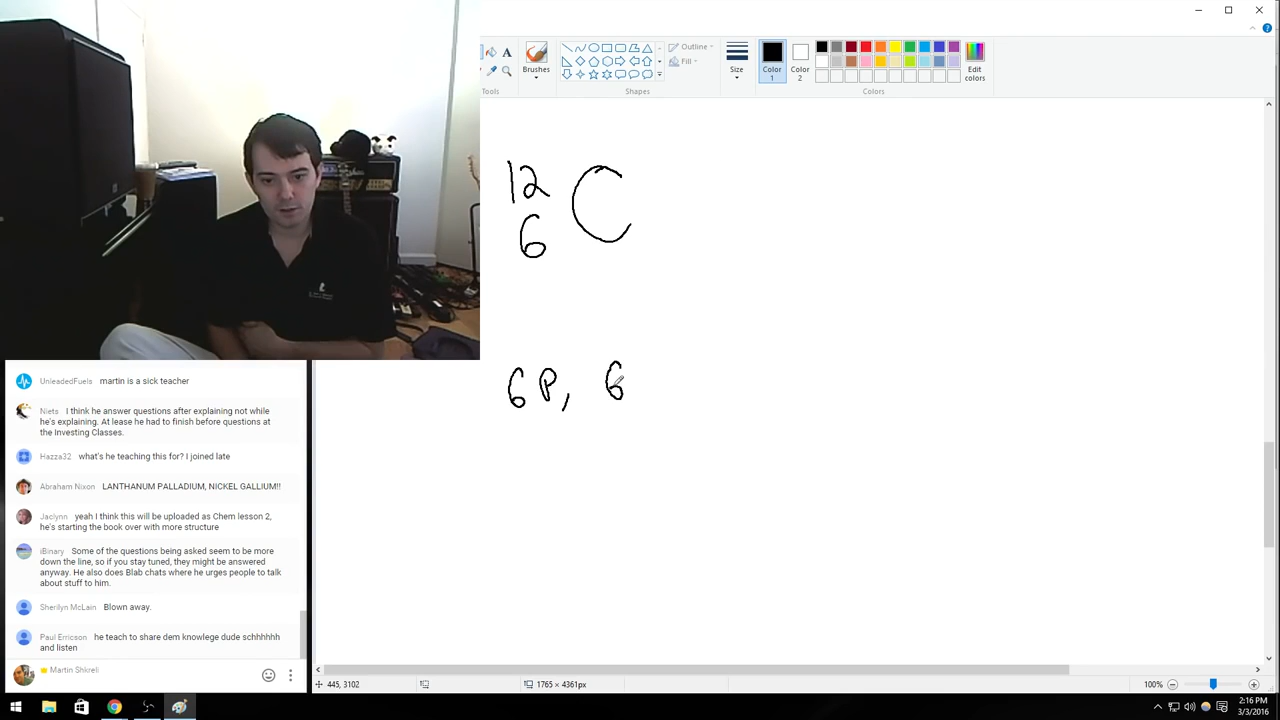 Outline
Fill
A
Brushes
Size
Color 1
Color 2
Edit colors
Tools
Shapes
Colors
12
6 C
6 P, 6
UnleadedFuels martin is a sick teacher
Niets I think he answer questions after explaining not while
he's explaining. At lease he had to finish before questions at
the Investing Classes.
Hazza32 what's he teaching this for? I joined late
Abraham Nixon LANTHANUM PALLADIUM, NICKEL GALLIUM!!
Jaclynn yeah I think this will be uploaded as Chem lesson 2,
he's starting the book over with more structure
iBinary Some of the questions being asked seem to be more
down the line, so if you stay tuned, they might be answered
anyway. He also does Blab chats where he urges people to talk
about stuff to him.
Sherilyn McLain Blown away.
Paul Erricson he teach to share dem knowlege dude schhhhhh
and listen
Martin Shkreli
445, 3102
1765 × 4361px
100%
2:16 PM
3/3/2016